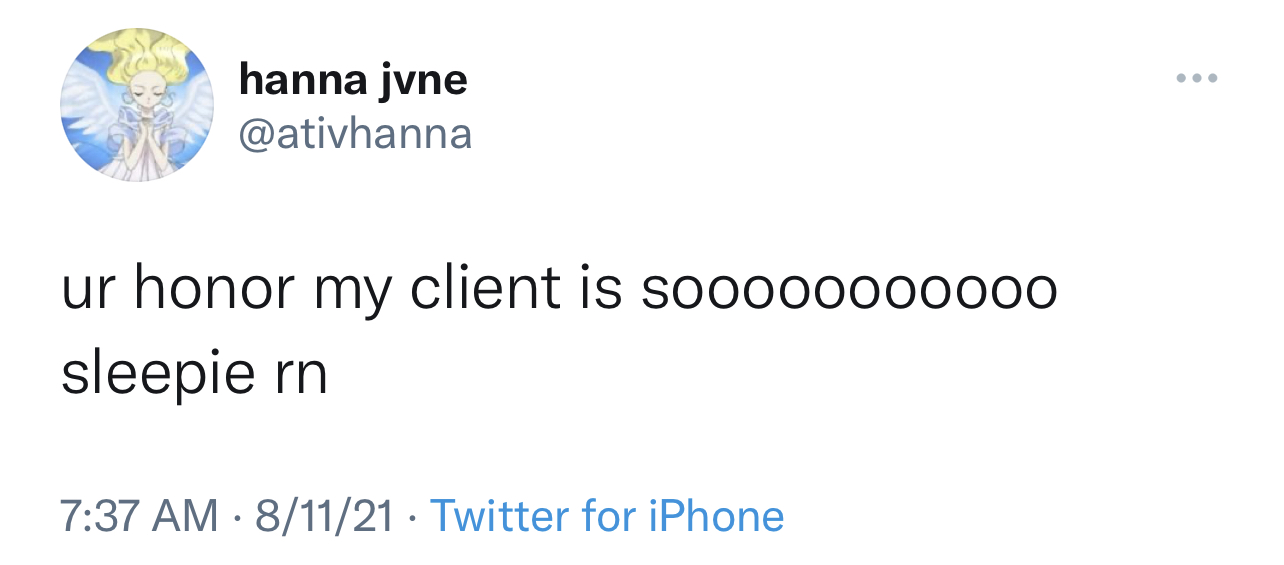 hanna jvne
@ativhanna
ur honor my client is sooooooooooo
sleepie rn
7:37 AM · 8/11/21 · Twitter for iPhone